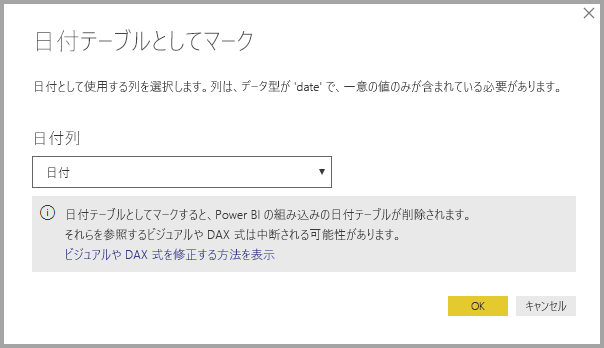 日付テーブルとしてマーク
日付として使用する列を選択します。列は、データ型が 'date' で、一意の値のみが含まれている必要があります。
日付列
日付
日付テーブルとしてマークすると、Power BI の組み込みの日付テーブルが削除されます。
それらを参照するビジュアルや DAX 式は中断される可能性があります。
ビジュアルや DAX 式を修正する方法を表示
OK キャンセル